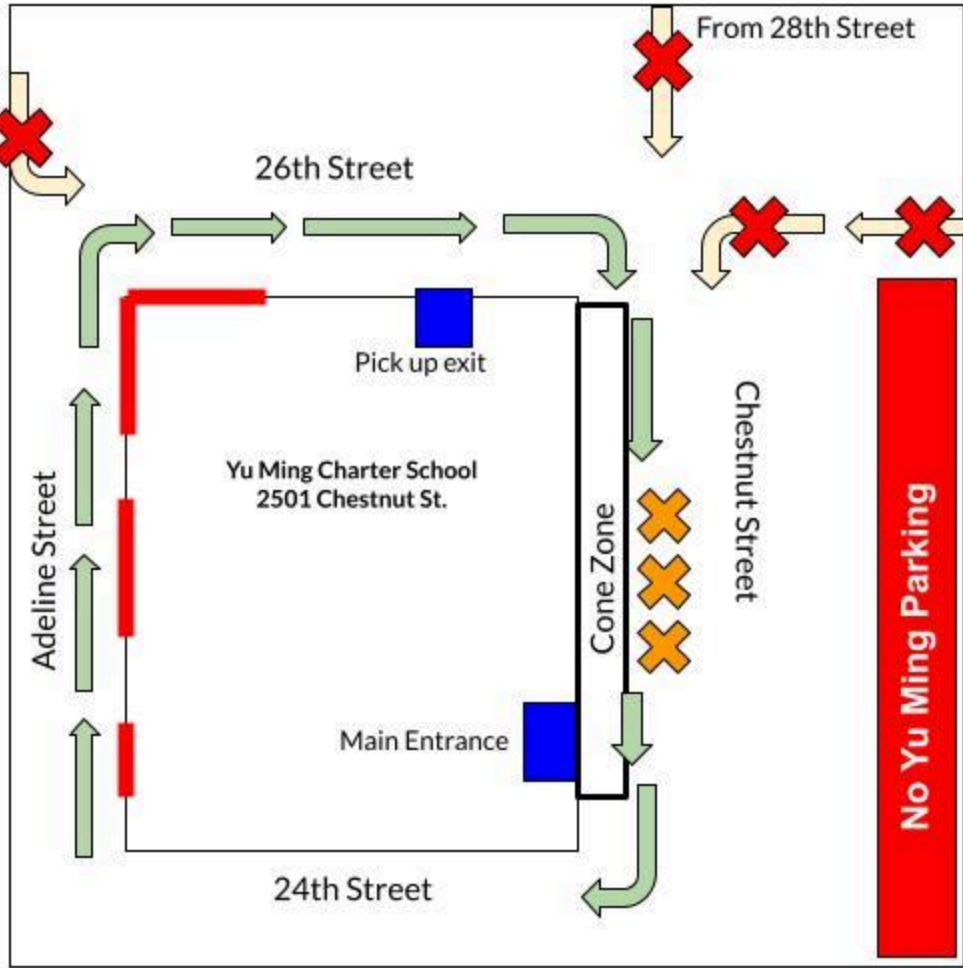 From 28th Street
26th Street
Pick up exit
Yu Ming Charter School
2501 Chestnut St.
Adeline Street
Chestnut Street
Cone Zone
No Yu Ming Parking
Main Entrance
24th Street